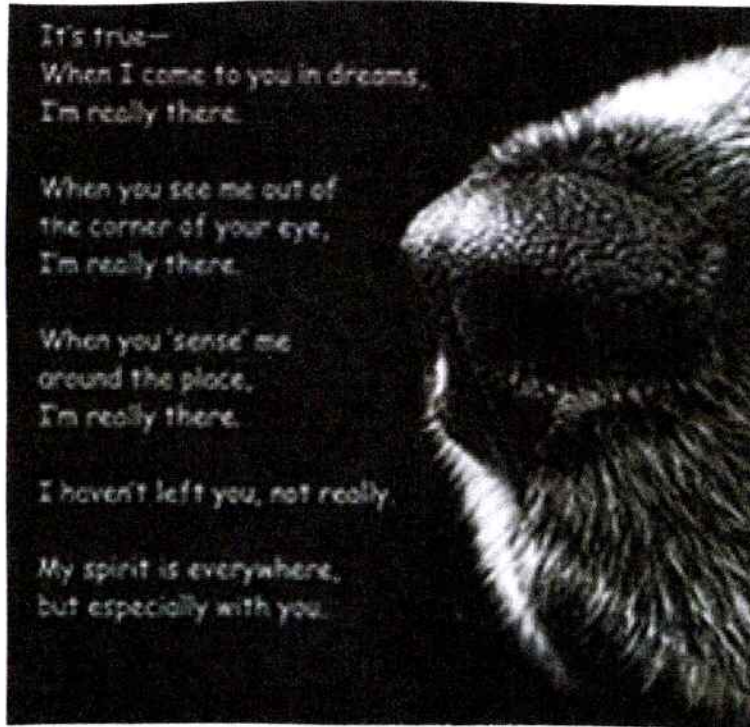 It's true—
When I come to you in dreams,
I'm really there.
When you see me out of
the corner of your eye,
I'm really there.
When you 'sense' me
around the place,
I'm really there.
I haven't left you, not really.
My spirit is everywhere,
but especially with you.